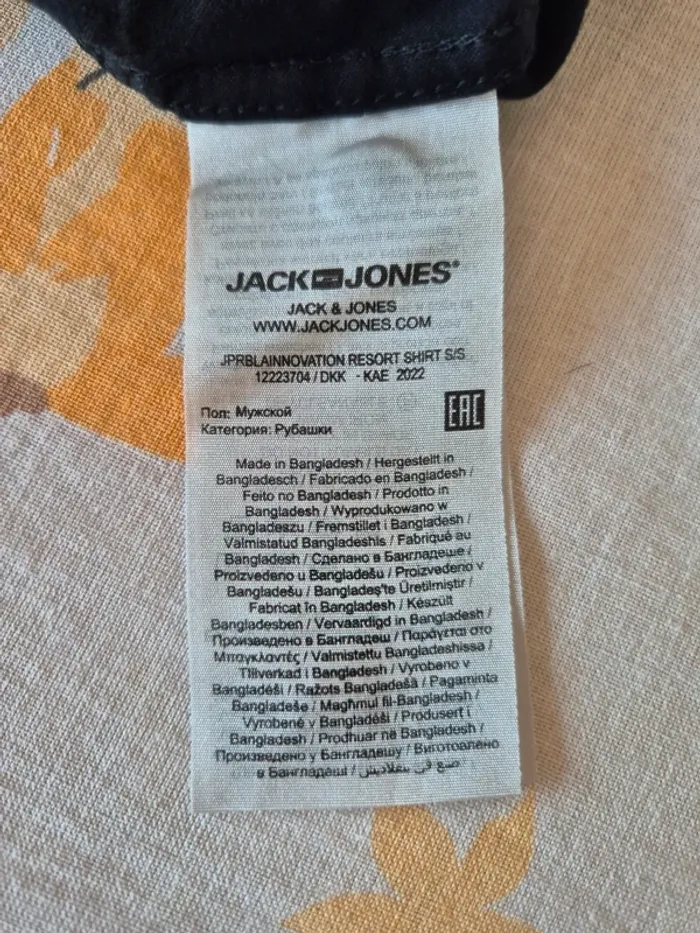 JACK JONES®
JACK & JONES
WWW.JACKJONES.COM
JPRBLAINNOVATION RESORT SHIRT S/S
12223704 / DKK - KAE 2022
Пол: Мужской
EAC
Категория: Рубашки
Made in Bangladesh / Hergestellt in
Bangladesch / Fabricado en Bangladesh /
Feito no Bangladesh / Prodotto in
Bangladesh / Wyprodukowano w
Bangladeszu / Fremstillet i Bangladesh /
Valmistatud Bangladeshis / Fabriqué au
Bangladesh / Сделано в Бангладеше /
Proizvedeno u Bangladešu / Proizvedeno v
Bangladešu / Bangladeş'te Üretilmiştir /
Fabricat în Bangladesh / Készült
Bangladesben / Vervaardigd in Bangladesh /
Произведено в Бангладеш / Παράγεται στο
Μπαγκλαντές / Valmistettu Bangladeshissa /
Tillverkad i Bangladesh / Vyrobeno v
Bangladéši / Ražots Bangladešā / Pagaminta
Bangladeše / Magħmul fil-Bangladesh /
Vyrobené v Bangladéši / Produsert i
Bangladesh / Prodhuar në Bangladesh /
Произведено у Бангладешу / Виготовлено
в Бангладеші / صنع في بنغلاديش